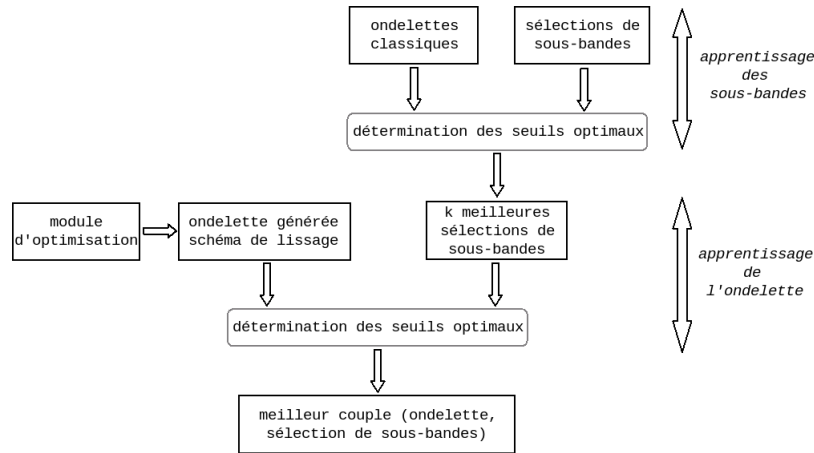 ondelettes
classiques
sélections de
sous-bandes
apprentissage
des
sous-bandes
détermination des seuils optimaux
module
d'optimisation
ondelette générée
schéma de lissage
k meilleures
sélections de
sous-bandes
apprentissage
de
l'ondelette
détermination des seuils optimaux
meilleur couple (ondelette,
sélection de sous-bandes)